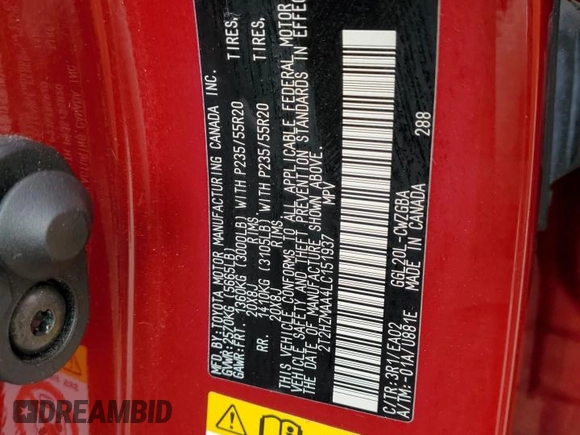 MFD.BY:TOYOTA MOTOR MANUFACTURING CANADA INC.
GVWR: 2570KG (5665LB)
GAWR:FRT. 1360KG (3000LB) WITH P235/55R20 TIRES,
20X8J RIMS
RR. 1410KG (3105LB) WITH P235/55R20 TIRES,
20X8J RIMS
THIS VEHICLE CONFORMS TO ALL APPLICABLE FEDERAL MOTOR
VEHICLE SAFETY AND THEFT PREVENTION STANDARDS IN EFFECT
ON THE DATE OF MANUFACTURE SHOWN ABOVE.
2T2HZMAA4LC151937 MPV
288
C/TR:3R1/EA02 GGL20L-CWZGBA
A/TM:-01A/U881E MADE IN CANADA
DREAMBID